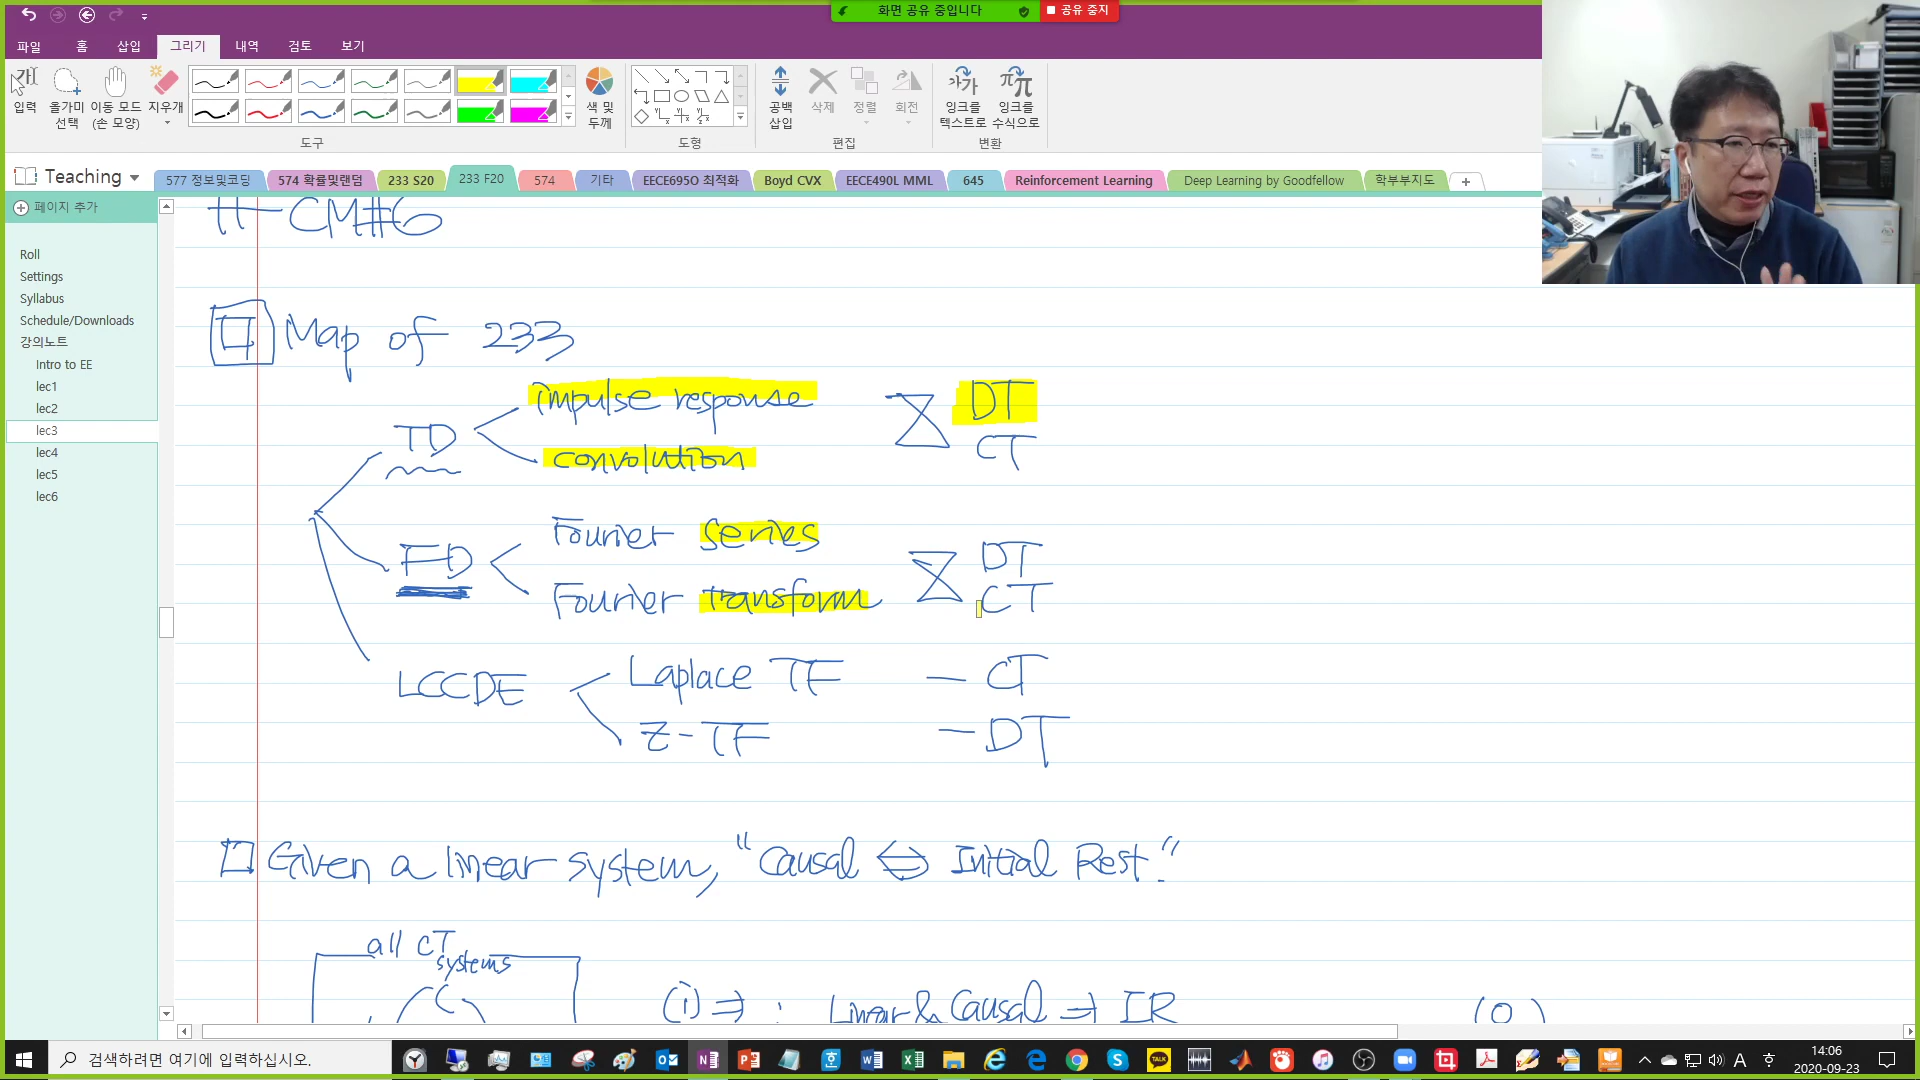 화면 공유 중입니다 공유 중지
파일 홈 삽입 그리기 내역 검토 보기
입력 올가미 선택 이동 모드 (손 모양) 지우개 색 및 두께 공백 삽입 삭제 정렬 회전 잉크를 텍스트로 잉크를 수식으로
도구 도형 편집 변환
Teaching 577 정보및코딩 574 확률및랜덤 233 S20 233 F20 574 기타 EECE695O 최적화 Boyd CVX EECE490L MML 645 Reinforcement Learning Deep Learning by Goodfellow 학부부지도
페이지 추가
Roll
Settings
Syllabus
Schedule/Downloads
강의노트
Intro to EE
lec1
lec2
lec3
lec4
lec5
lec6
CM#6
Map of 233
TD impulse response DT
convolution CT
FD Fourier Series DT
Fourier transform CT
LCCDE Laplace TF — CT
Z-TF — DT
□ Given a linear system, "Causal ⇔ Initial Rest."
all CT systems
(i) ⇒ : Linear & Causal → IR
검색하려면 여기에 입력하십시오.
A 14:06
2020-09-23